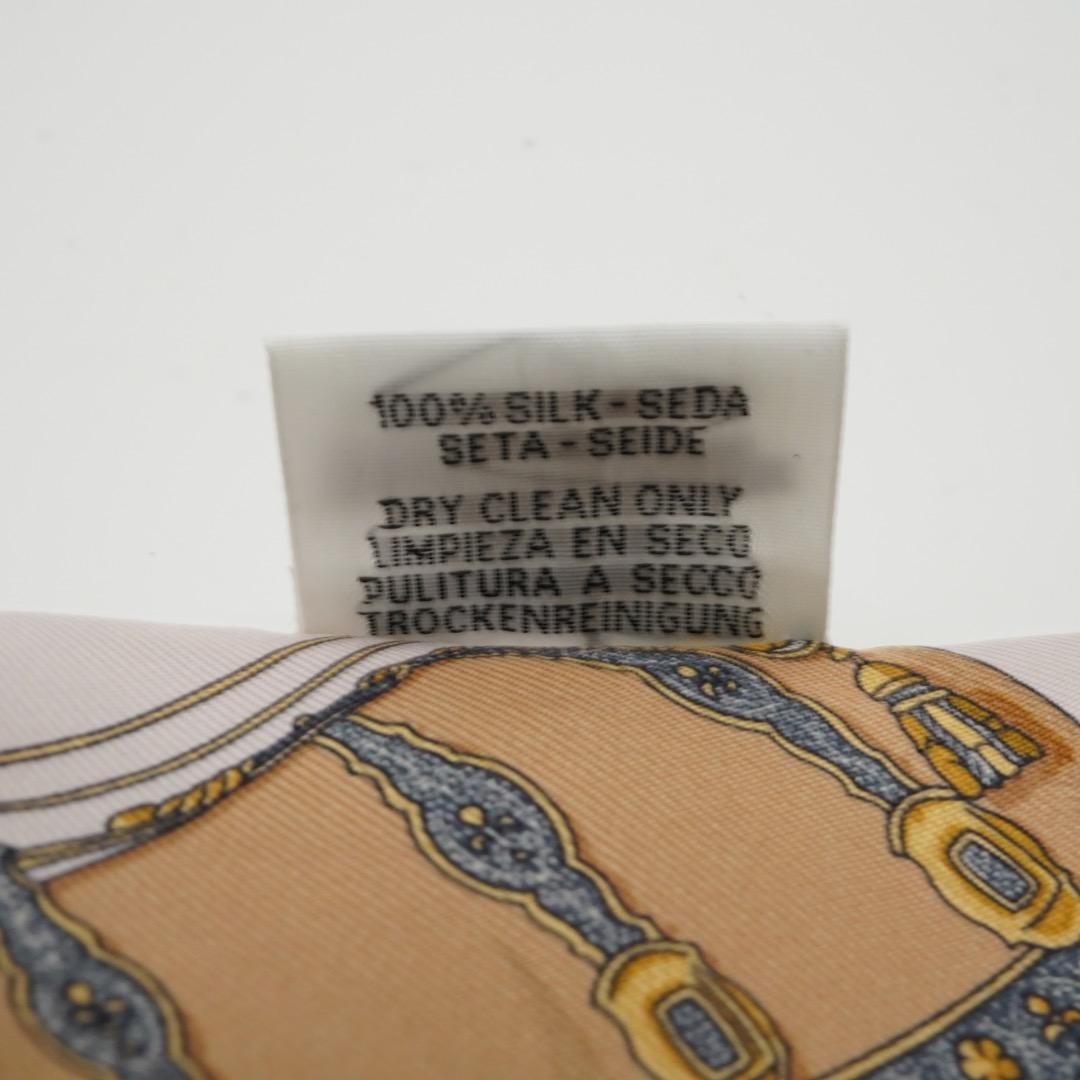 100% SILK - SEDA
SETA - SEIDE
DRY CLEAN ONLY
LIMPIEZA EN SECO
PULITURA A SECCO
TROCKENREINIGUNG